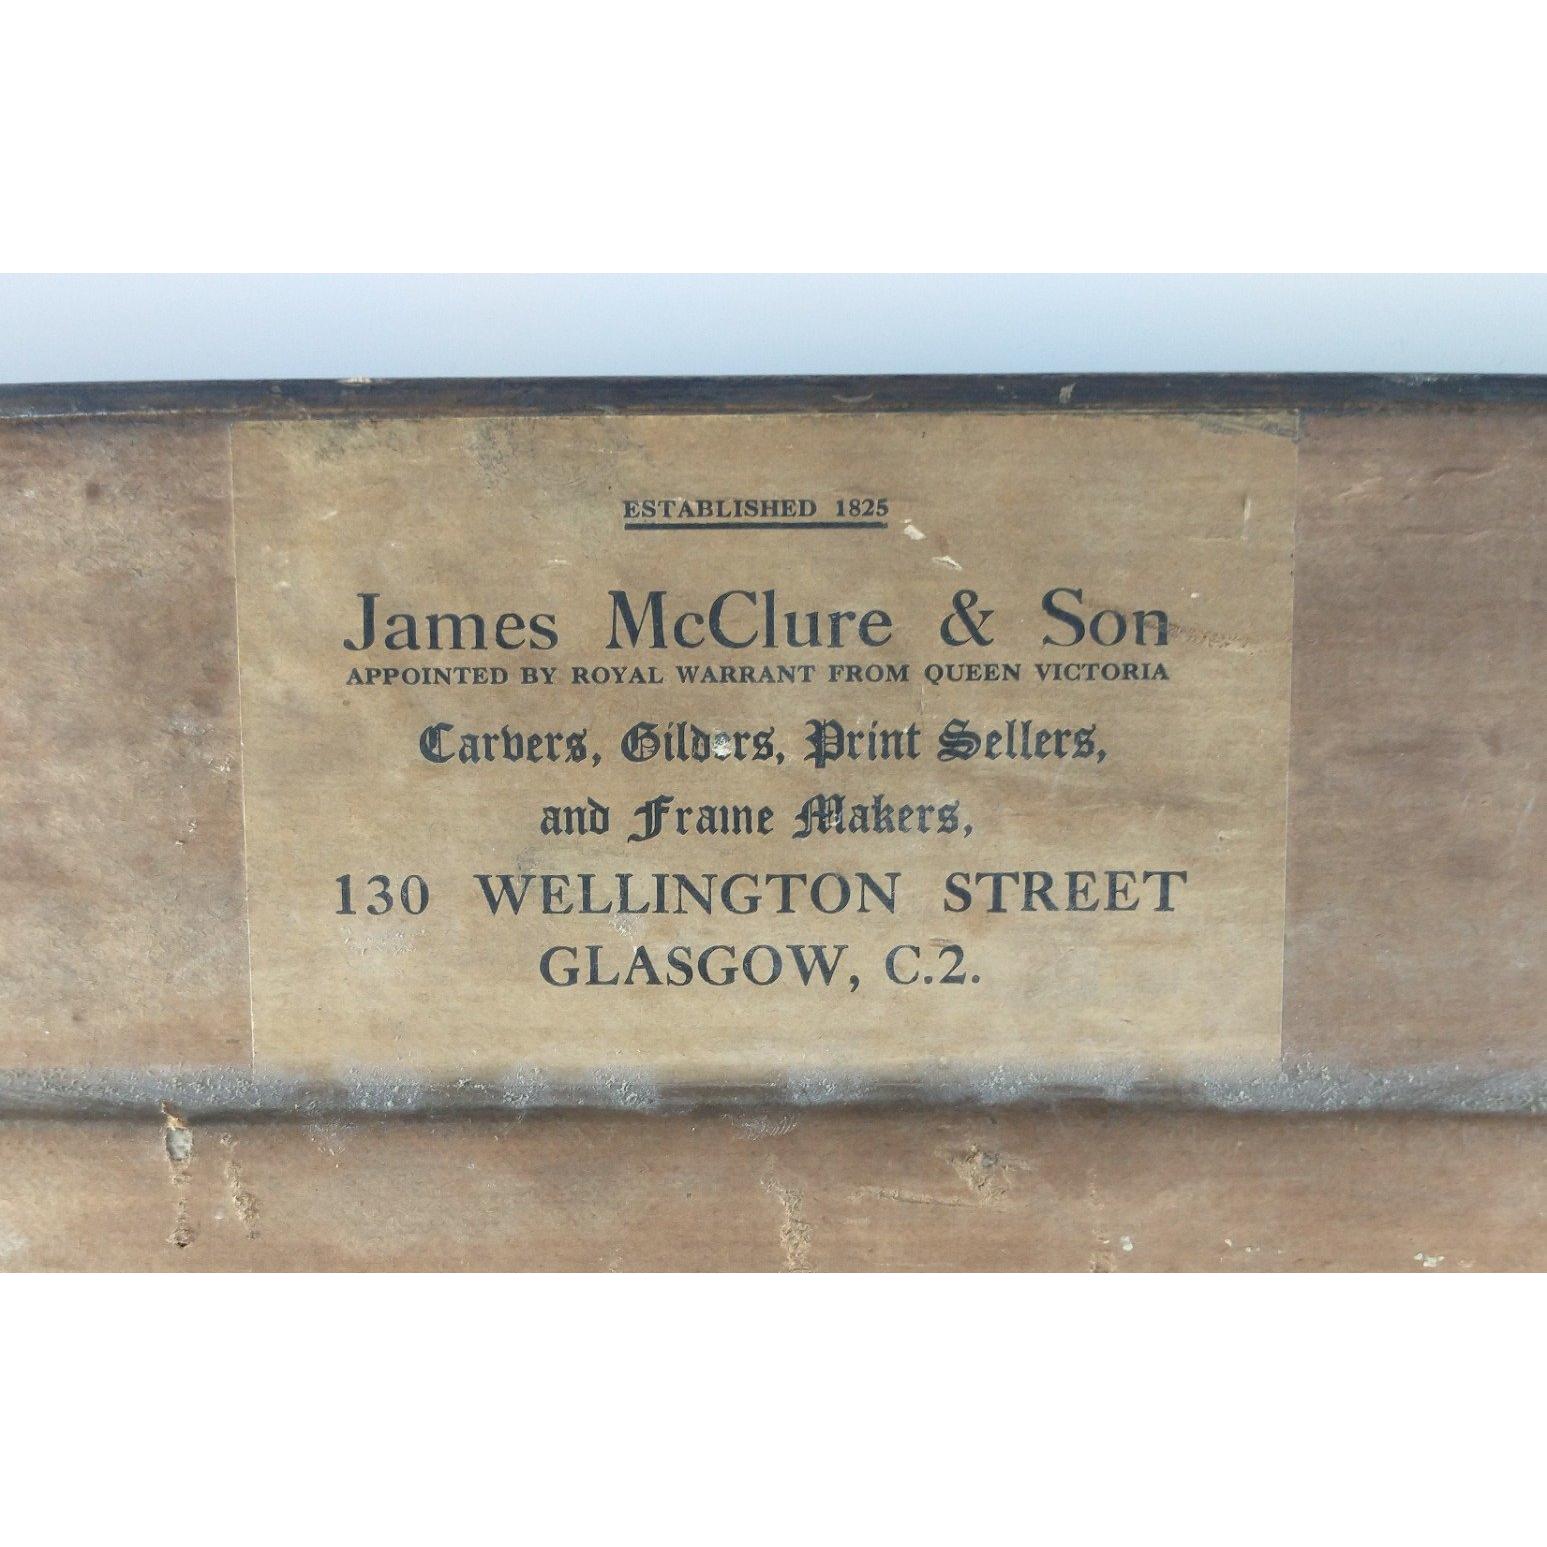 ESTABLISHED 1825
James McClure & Son
APPOINTED BY ROYAL WARRANT FROM QUEEN VICTORIA
Carvers, Gilders, Print Sellers,
and Frame Makers,
130 WELLINGTON STREET
GLASGOW, C.2.